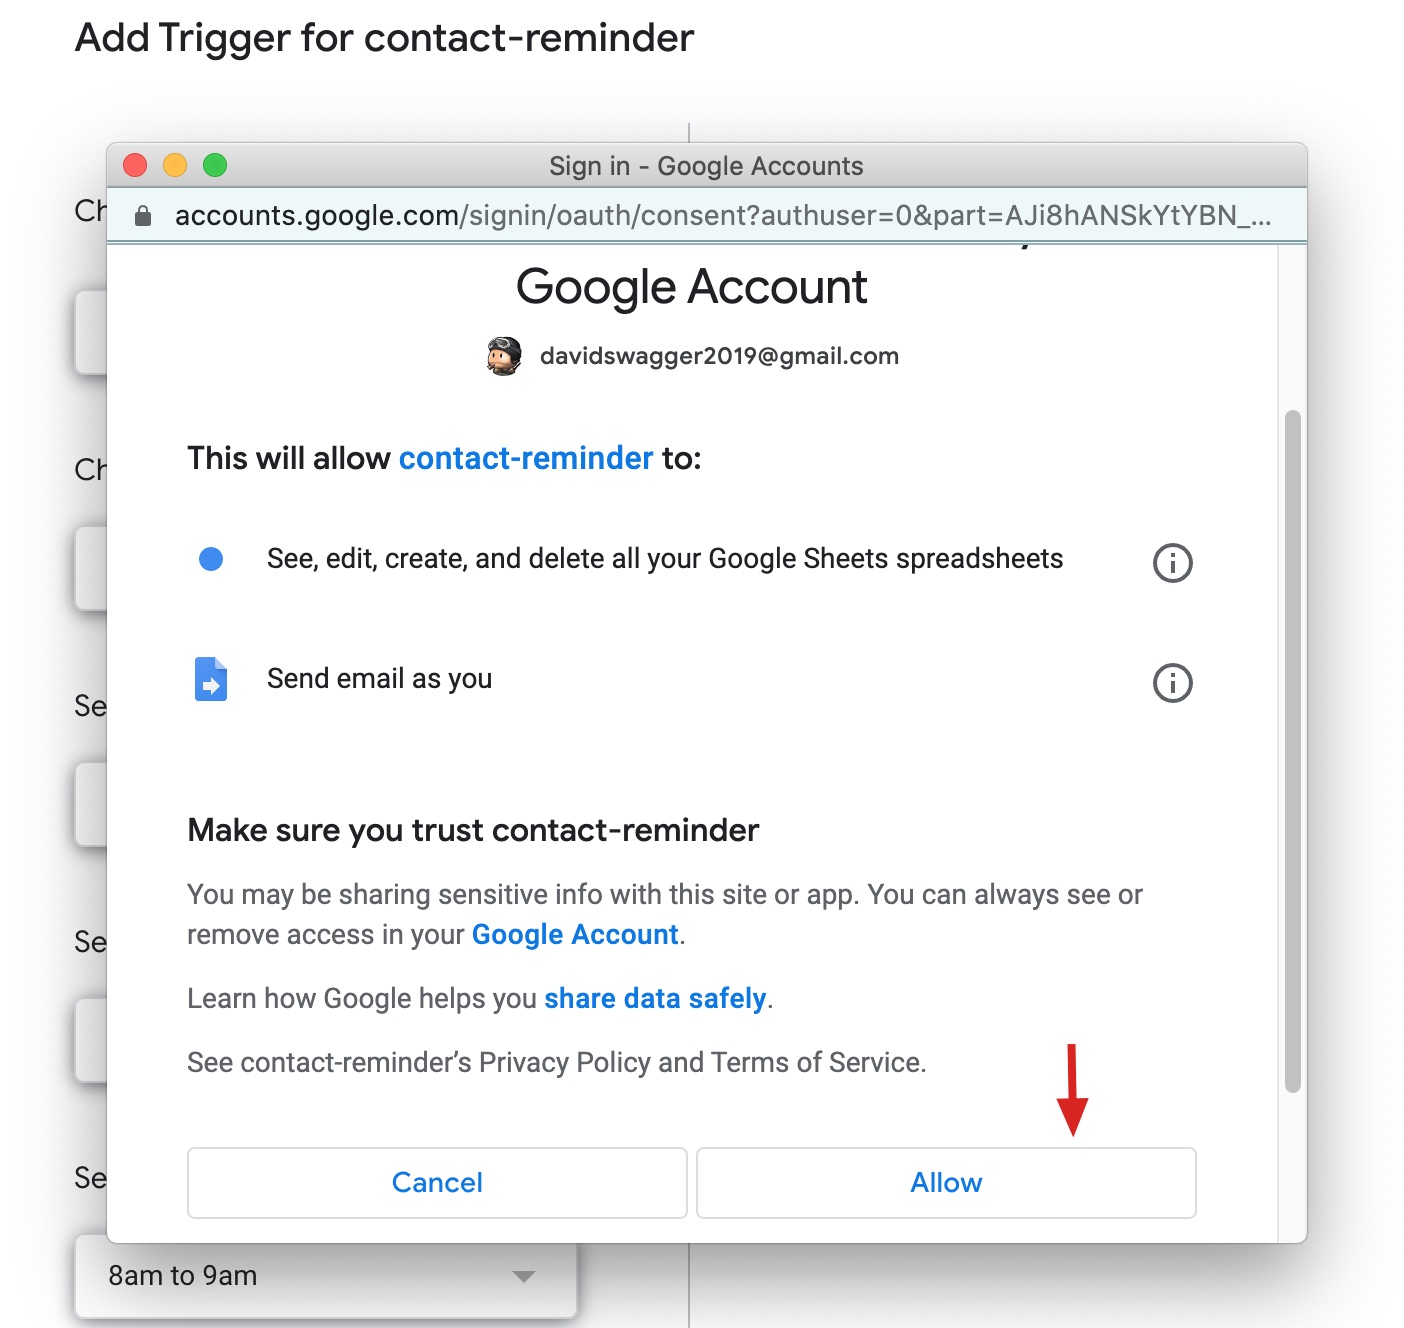 Add Trigger for contact-reminder
Sign in - Google Accounts
accounts.google.com/signin/oauth/consent?authuser=0&part=AJi8hANSkYtYBN_...
Google Account
davidswagger2019@gmail.com
This will allow contact-reminder to:
See, edit, create, and delete all your Google Sheets spreadsheets
Send email as you
Make sure you trust contact-reminder
You may be sharing sensitive info with this site or app. You can always see or
remove access in your Google Account.
Learn how Google helps you share data safely.
See contact-reminder’s Privacy Policy and Terms of Service.
Cancel
Allow
Ch
Ch
Se
Se
Se
8am to 9am